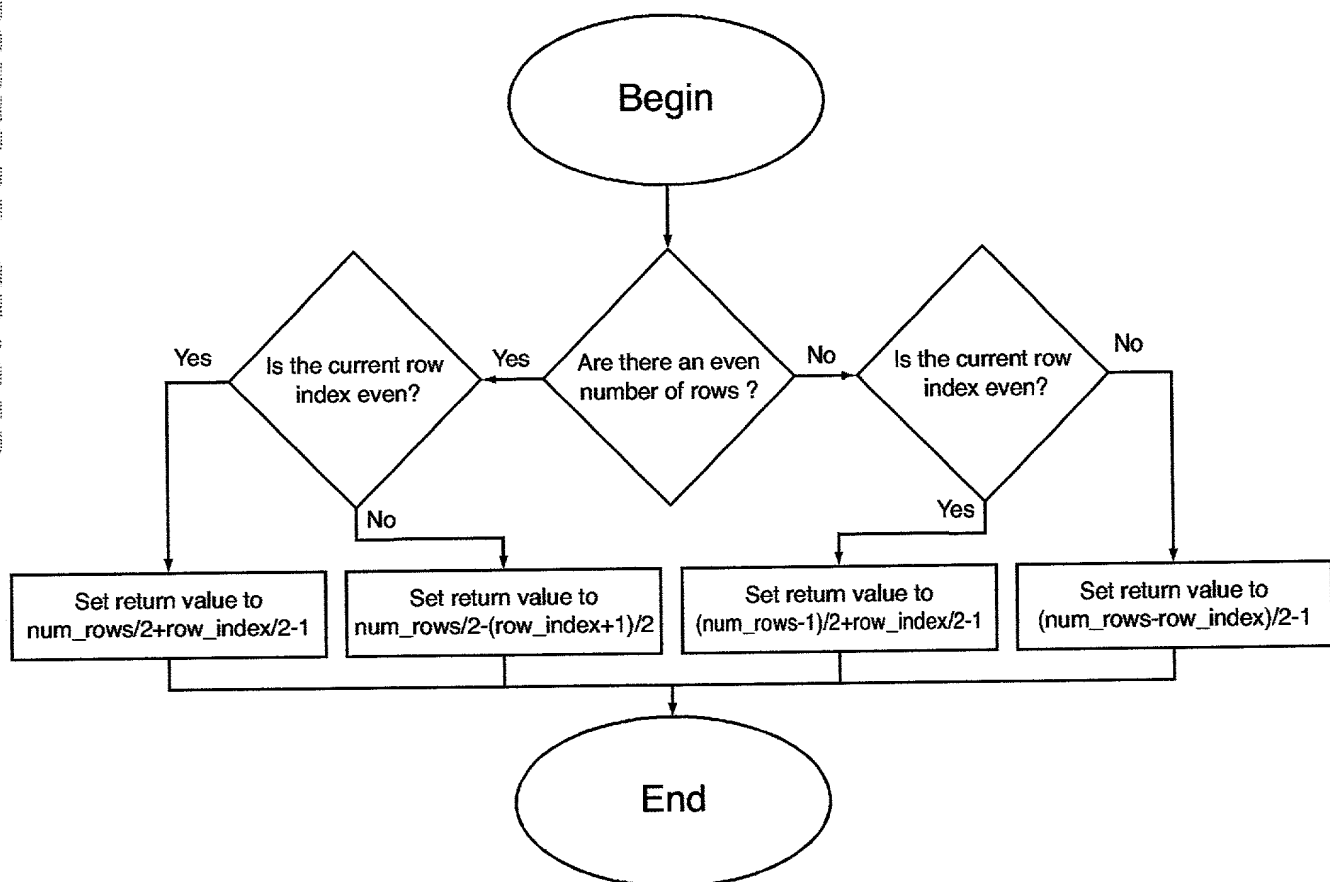 Begin
Yes
Is the current row
index even?
Yes
Are there an even
number of rows ?
No
Is the current row
index even?
No
No
Yes
Set return value to
num_rows/2+row_index/2-1
Set return value to
num_rows/2-(row_index+1)/2
Set return value to
(num_rows-1)/2+row_index/2-1
Set return value to
(num_rows-row_index)/2-1
End